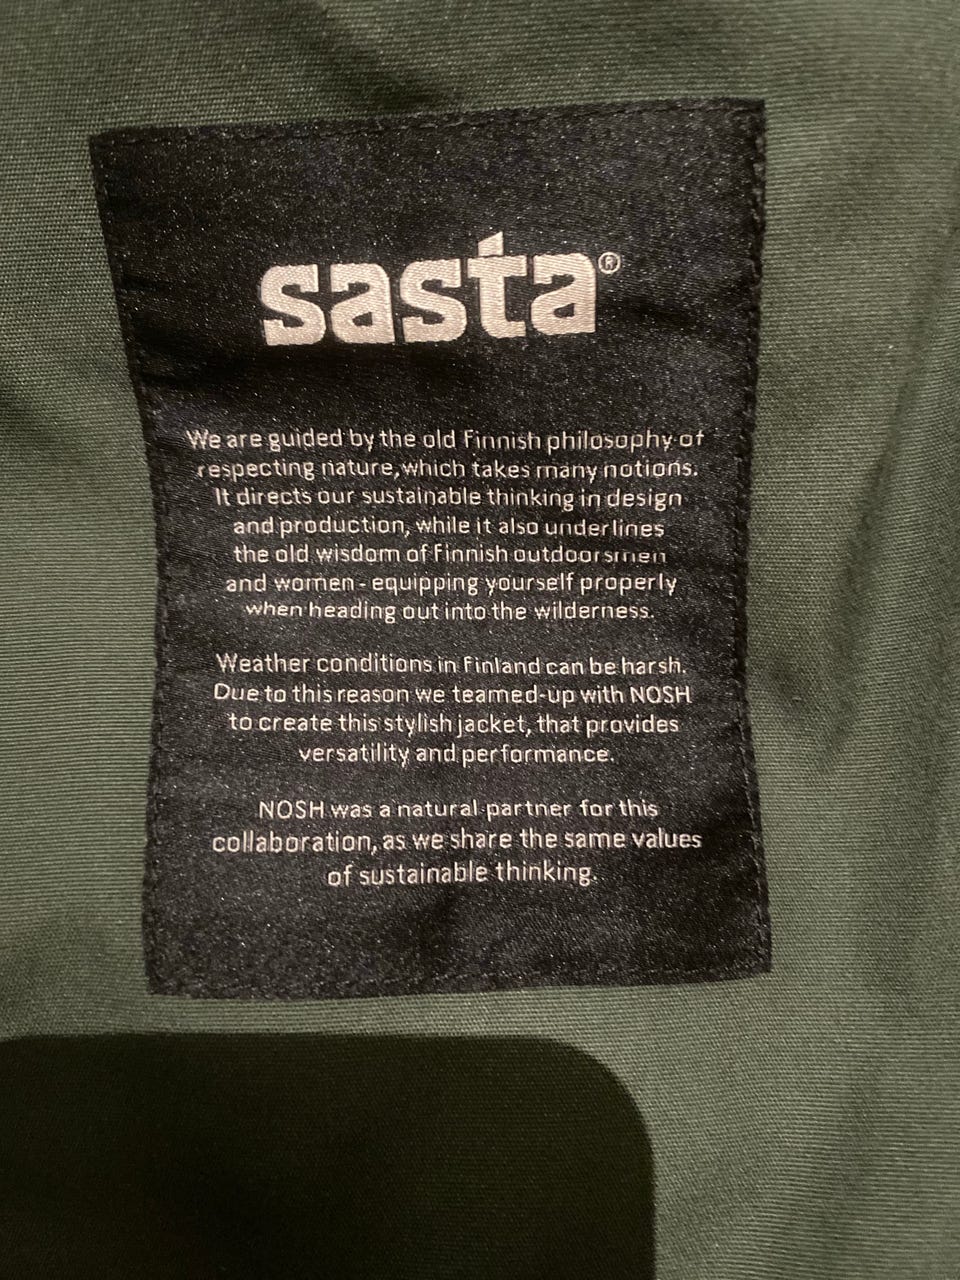 sasta®
We are guided by the old Finnish philosophy of
respecting nature, which takes many notions.
It directs our sustainable thinking in design
and production, while it also underlines
the old wisdom of Finnish outdoorsmen
and women - equipping yourself properly
when heading out into the wilderness.
Weather conditions in Finland can be harsh.
Due to this reason we teamed-up with NOSH
to create this stylish jacket, that provides
versatility and performance.
NOSH was a natural partner for this
collaboration, as we share the same values
of sustainable thinking.